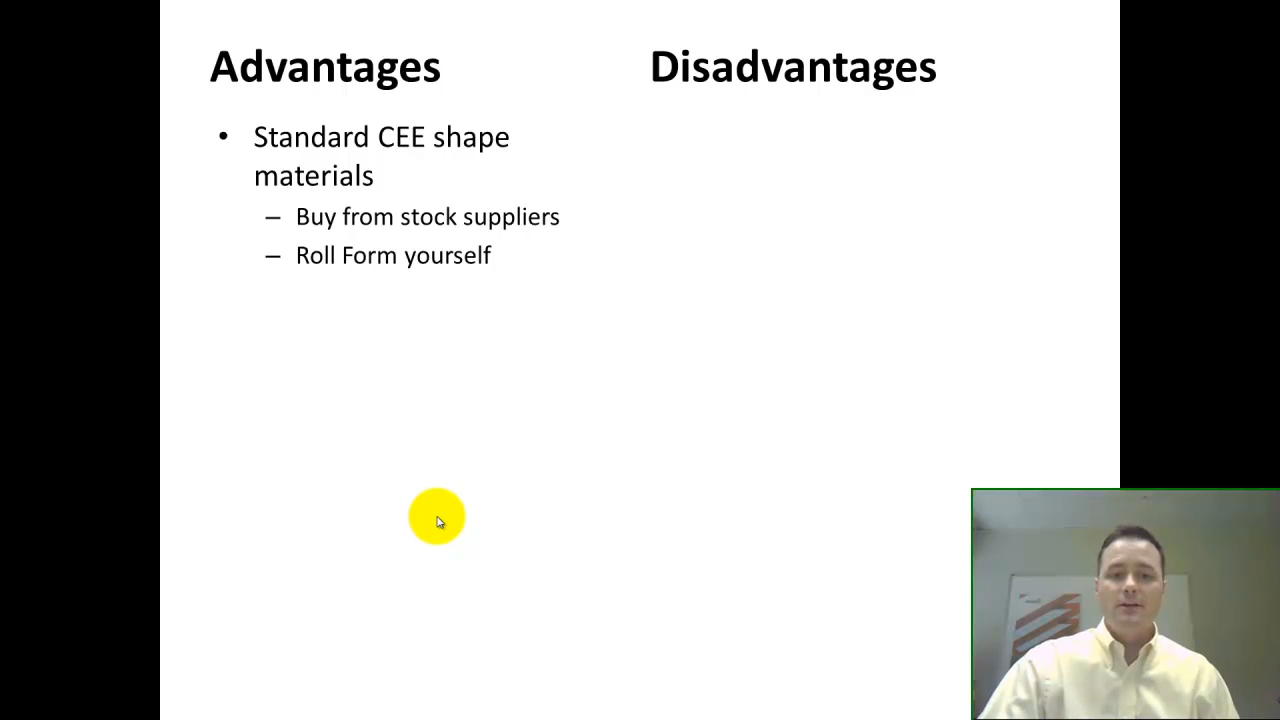 Advantages
Disadvantages
• Standard CEE shape
materials
– Buy from stock suppliers
– Roll Form yourself